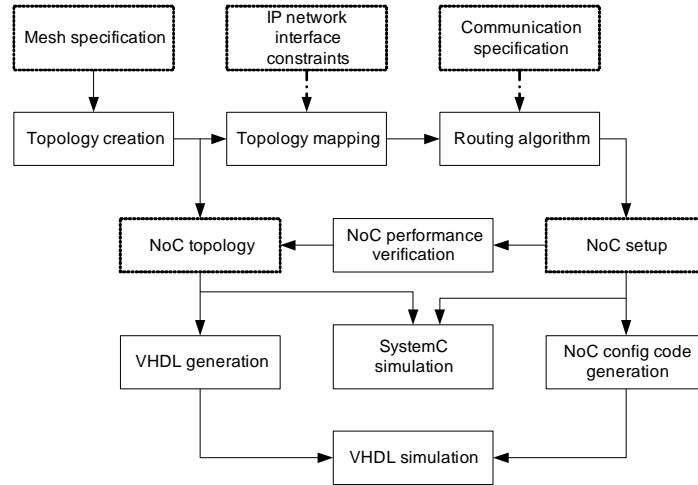 Mesh specification
IP network
interface
constraints
Communication
specification
Topology creation
Topology mapping
Routing algorithm
NoC topology
NoC performance
verification
NoC setup
VHDL generation
SystemC
simulation
NoC config code
generation
VHDL simulation